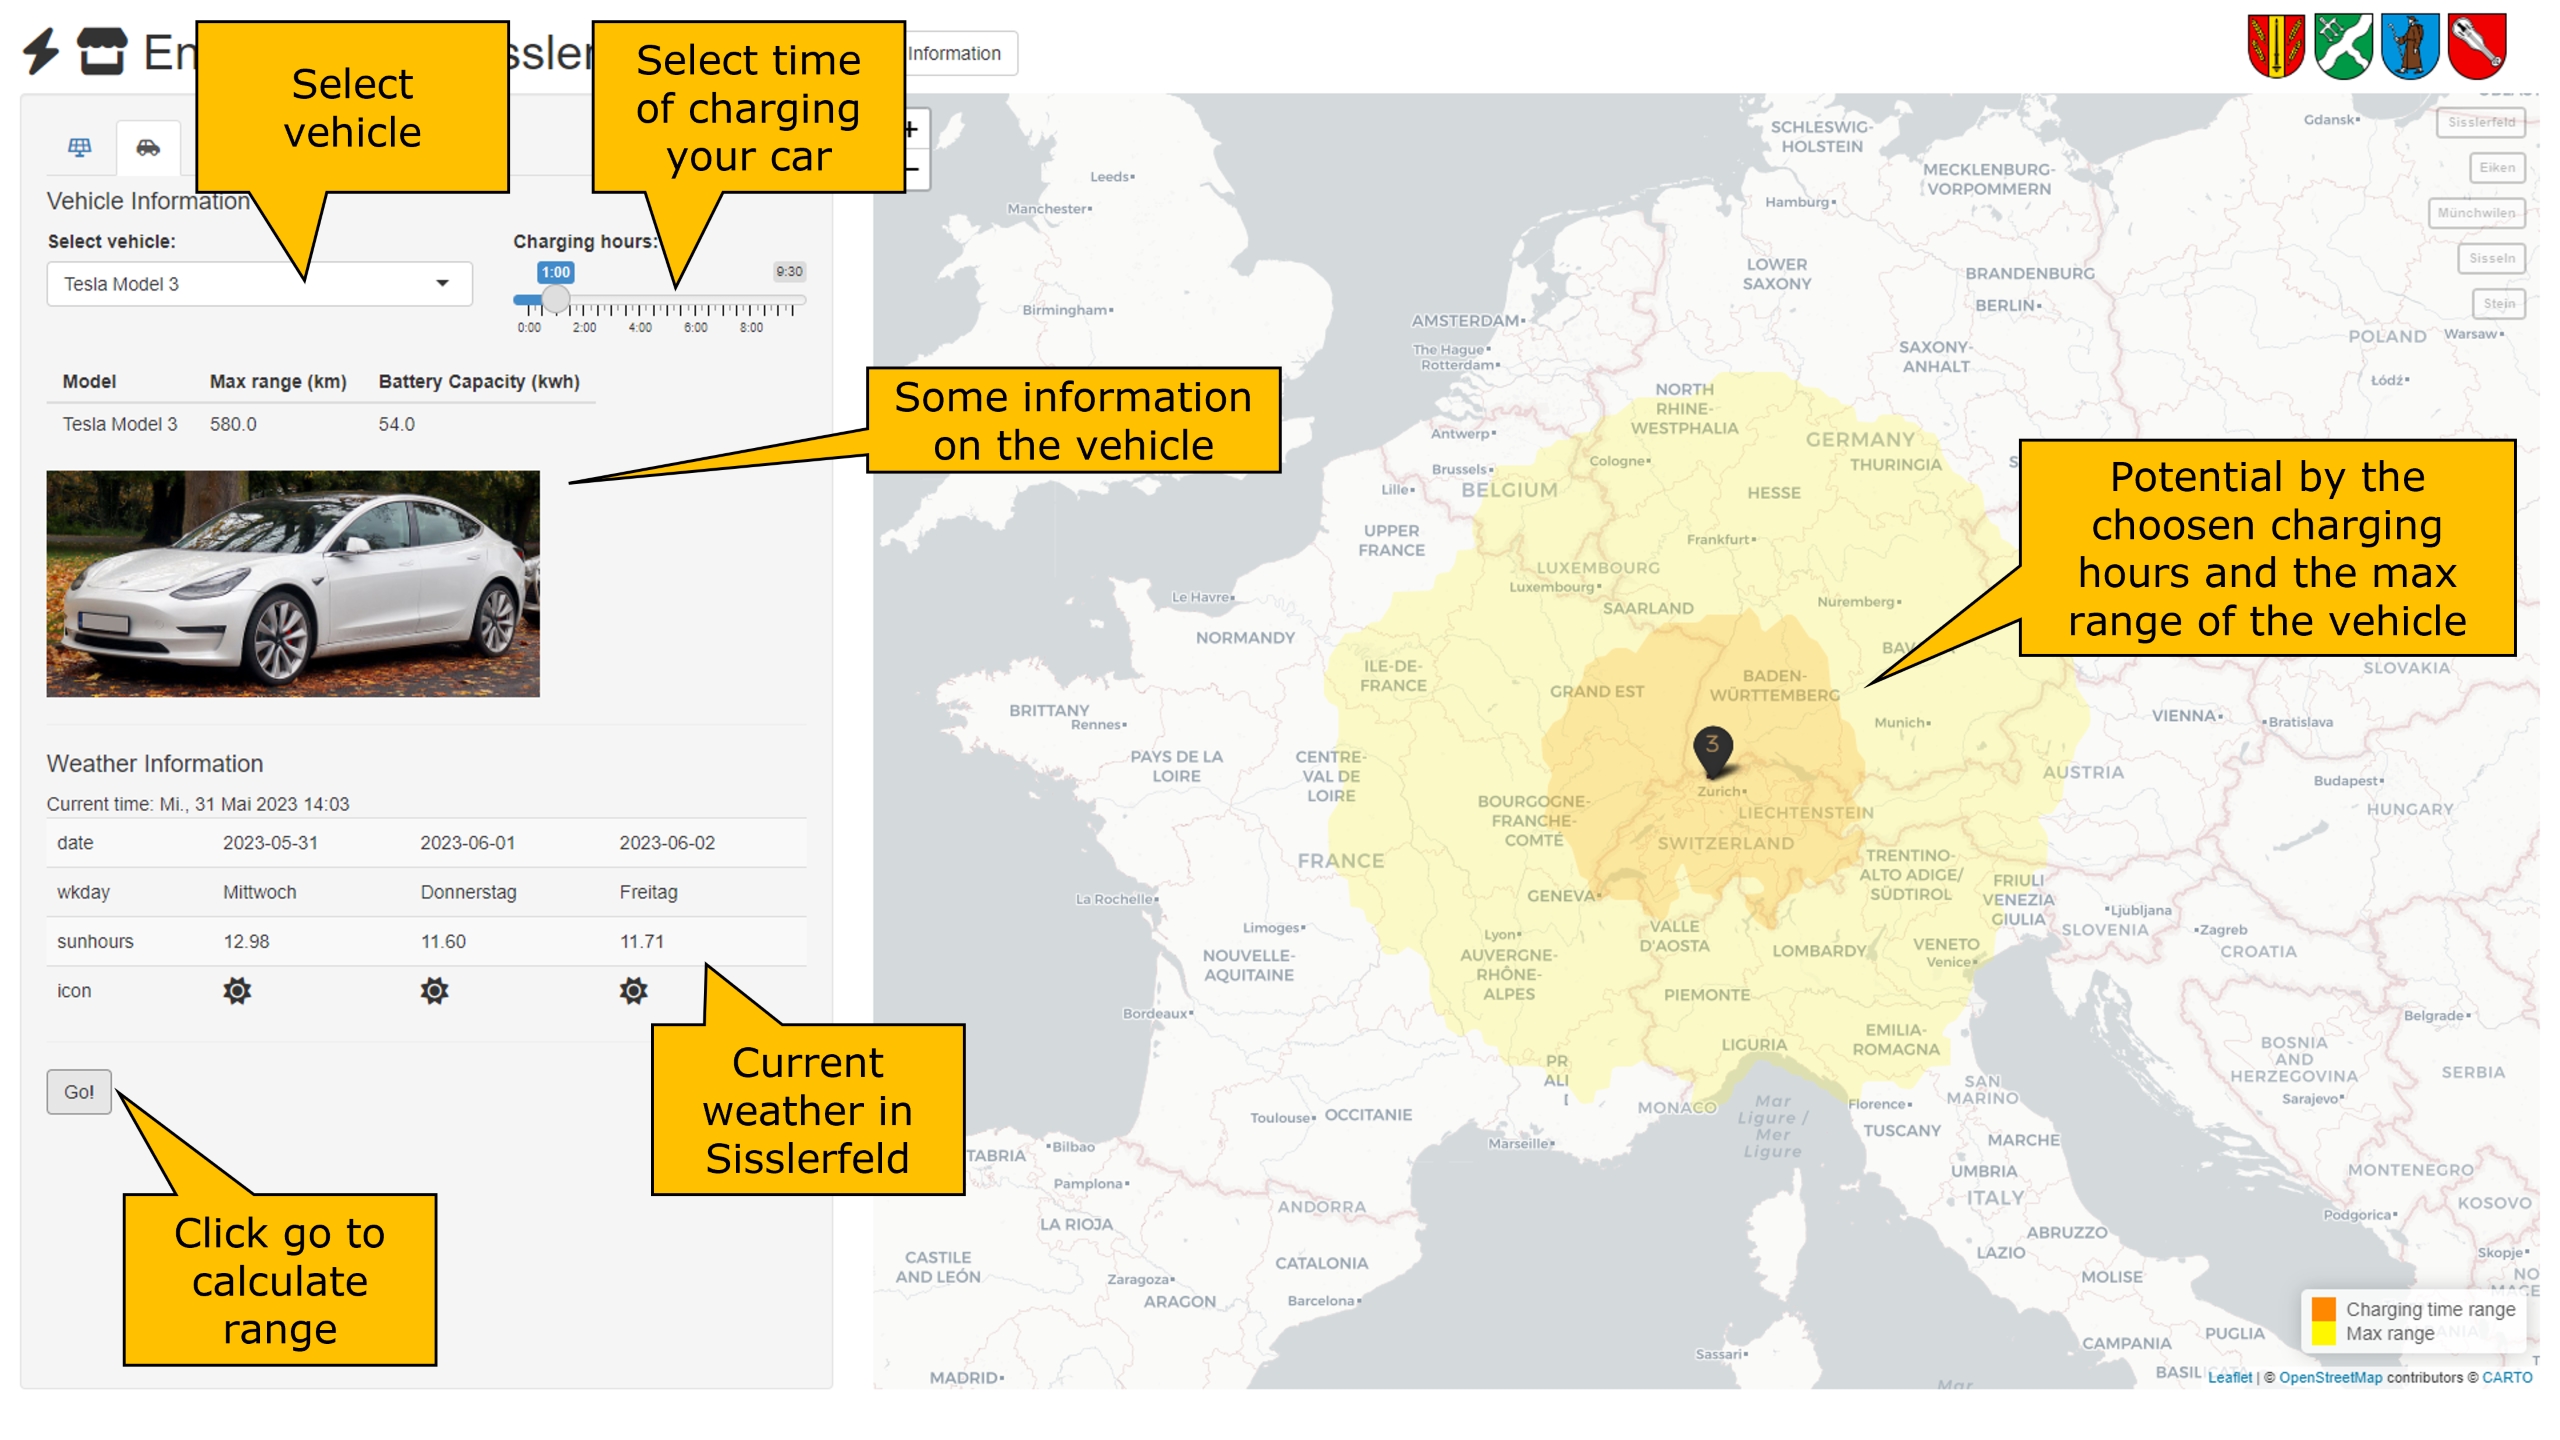 En
ssler
Information
Select
vehicle
Select time
of charging
your car
Vehicle Information
Select vehicle:
Tesla Model 3
Charging hours:
1:00
9:30
0:00 2:00 4:00 6:00 8:00
Model Max range (km) Battery Capacity (kwh)
Tesla Model 3 580.0 54.0
Some information
on the vehicle
Weather Information
Current time: Mi., 31 Mai 2023 14:03
date 2023-05-31 2023-06-01 2023-06-02
wkday Mittwoch Donnerstag Freitag
sunhours 12.98 11.60 11.71
icon
Current
weather in
Sisslerfeld
Go!
Click go to
calculate
range
+
−
Sisslerfeld
Eiken
Münchwilen
Sisseln
Stein
Potential by the
choosen charging
hours and the max
range of the vehicle
3
Gdansk
SCHLESWIG-
HOLSTEIN
Leeds
MECKLENBURG-
VORPOMMERN
Manchester
Hamburg
LOWER
SAXONY
BRANDENBURG
BERLIN
Birmingham
AMSTERDAM
The Hague
Rotterdam
SAXONY-
ANHALT
POLAND
Warsaw
Łódź
NORTH
RHINE-
WESTPHALIA
Antwerp
GERMANY
THURINGIA
Cologne
Brussels
Lille
BELGIUM
HESSE
UPPER
FRANCE
Frankfurt
LUXEMBOURG
Luxembourg
Le Havre
SAARLAND
Nuremberg
NORMANDY
BAV
ILE-DE-
FRANCE
GRAND EST
BADEN-
WÜRTTEMBERG
SLOVAKIA
BRITTANY
Rennes
Munich
VIENNA
Bratislava
PAYS DE LA
LOIRE
CENTRE-
VAL DE
LOIRE
AUSTRIA
Budapest
HUNGARY
Zurich
BOURGOGNE-
FRANCHE-
COMTÉ
LIECHTENSTEIN
SWITZERLAND
FRANCE
TRENTINO-
ALTO ADIGE/
SÜDTIROL
FRIULI
VENEZIA
GIULIA
GENEVA
La Rochelle
Ljubljana
SLOVENIA
Zagreb
CROATIA
Limoges
Lyon
VALLE
D'AOSTA
LOMBARDY
VENETO
Venice
NOUVELLE-
AQUITAINE
AUVERGNE-
RHÔNE-
ALPES
PIEMONTE
Bordeaux
Belgrade
EMILIA-
ROMAGNA
LIGURIA
BOSNIA
AND
HERZEGOVINA
SERBIA
PR
ALI
SAN
MARINO
Sarajevo
MONACO
Mar
Ligure /
Mer
Ligure
Florence
Toulouse
OCCITANIE
TUSCANY
MARCHE
Marseille
Bilbao
TABRIA
UMBRIA
ITALY
MONTENEGRO
Pamplona
ANDORRA
KOSOVO
Podgorica
LA RIOJA
ABRUZZO
LAZIO
Skopje
CASTILE
AND LEÓN
CATALONIA
Zaragoza
MOLISE
NO
ARAGON
Barcelona
CAMPANIA
PUGLIA
Sassari
MADRID
Mar
BASILICATA
Charging time range
Max range
Leaflet | © OpenStreetMap contributors © CARTO